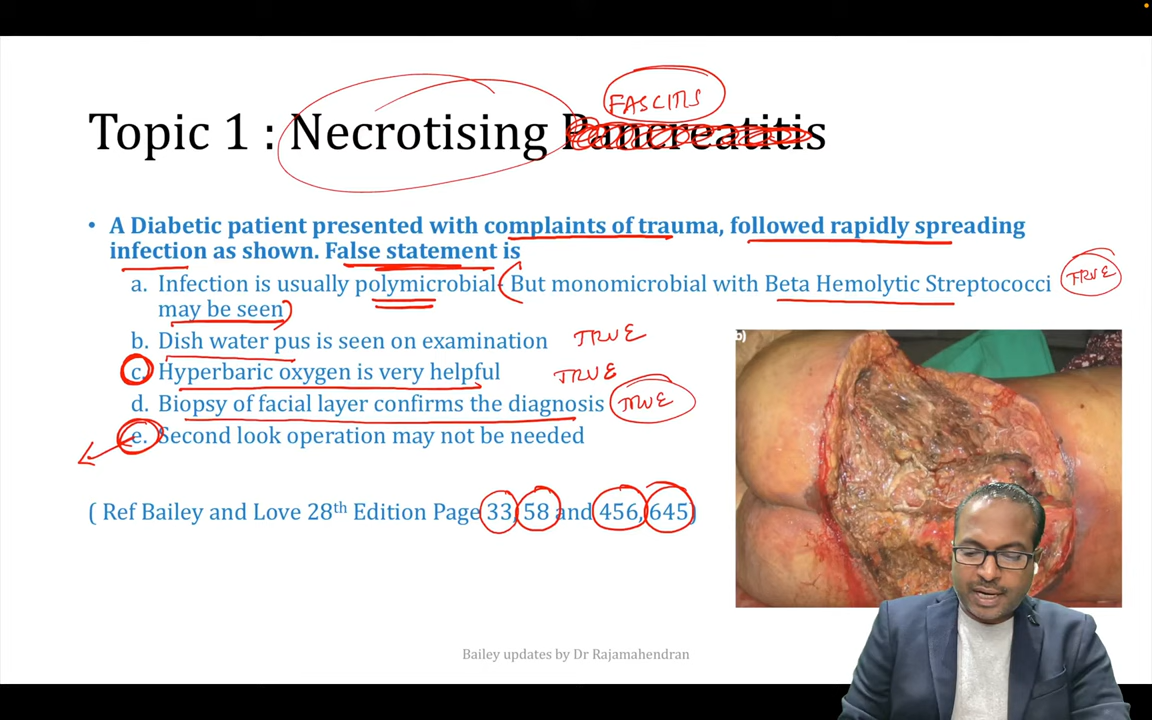 FASCITIS
Topic 1 : Necrotising Pancreatitis
• A Diabetic patient presented with complaints of trauma, followed rapidly spreading
infection as shown. False statement is
a. Infection is usually polymicrobial- But monomicrobial with Beta Hemolytic Streptococci TRUE
may be seen)
b. Dish water pus is seen on examination TRUE
c. Hyperbaric oxygen is very helpful TRUE
d. Biopsy of facial layer confirms the diagnosis TRUE
e. Second look operation may not be needed
( Ref Bailey and Love 28th Edition Page 33, 58 and 456, 645)
b)
Bailey updates by Dr Rajamahendran